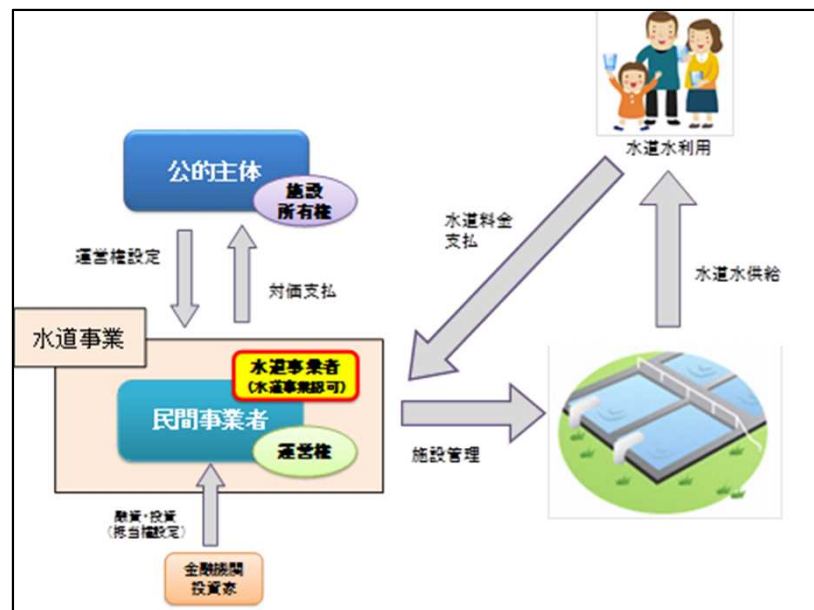 水道水利用
公的主体
施設
所有権
水道料金
支払
運営権設定
対価支払
水道水供給
水道事業
水道事業者
(水道事業認可)
民間事業者
運営権
施設管理
融資・投資
(抵当権設定)
金融機関
投資家